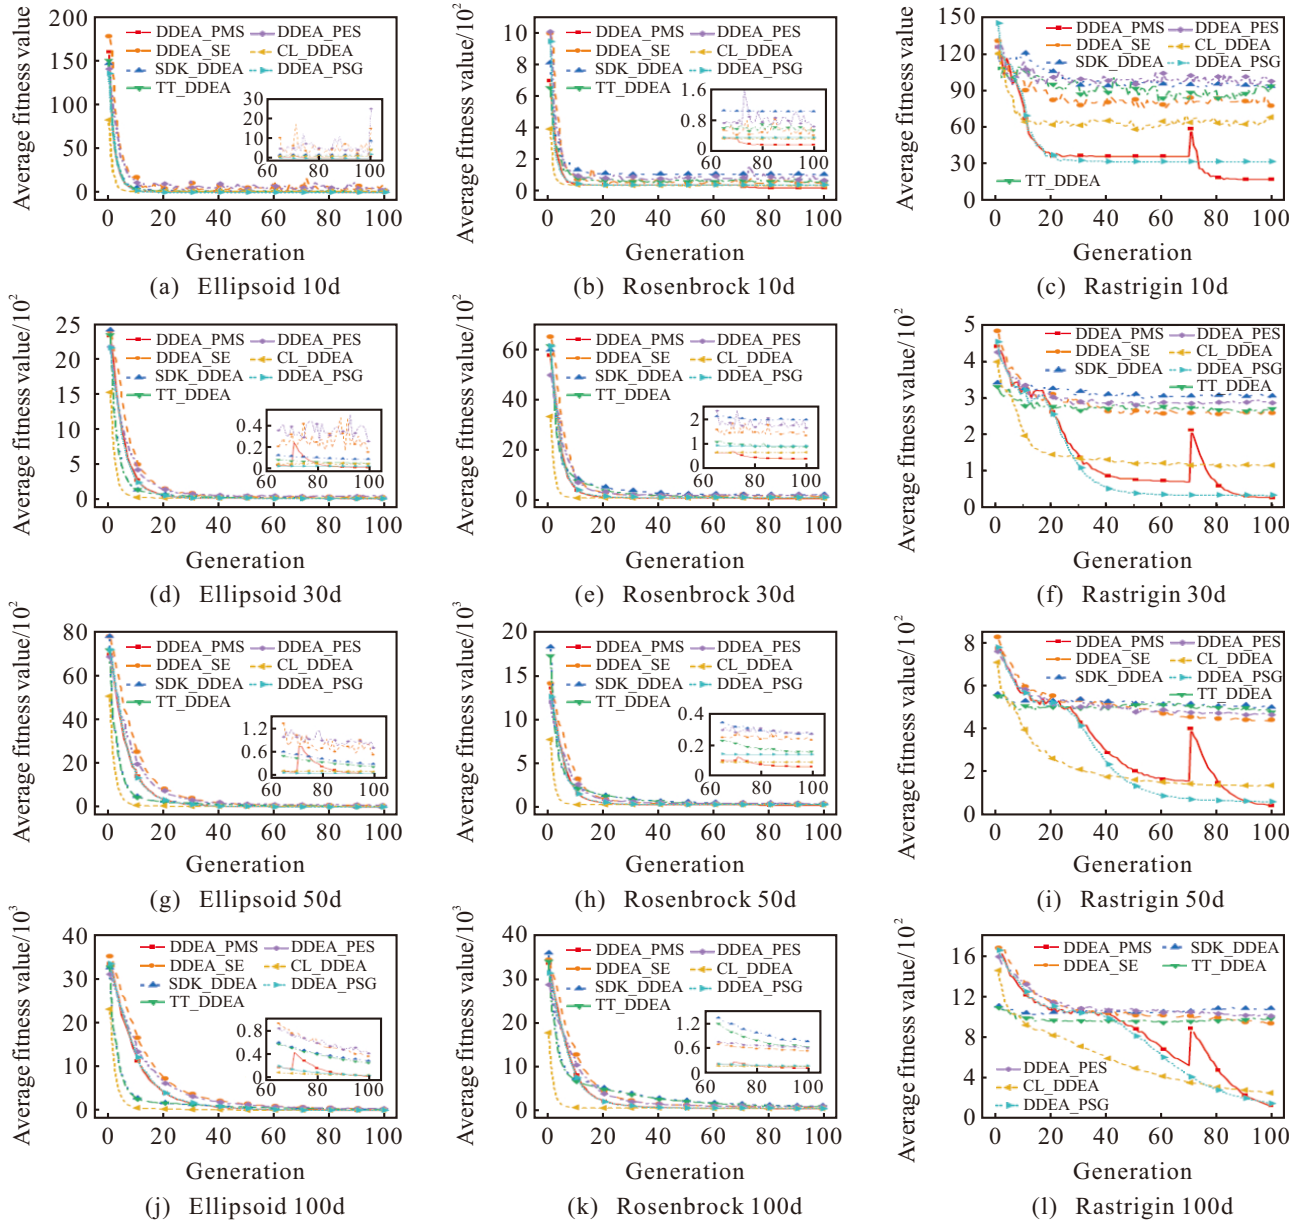 Average fitness value
200
150
100
50
0
DDEA_PMS
DDEA_SE
SDK_DDEA
TT_DDEA
DDEA_PES
CL_DDEA
DDEA_PSG
30
20
10
0
60 80 100
0 20 40 60 80 100
Generation
(a) Ellipsoid 10d
Average fitness value/10²
10
8
6
4
2
0
DDEA_PMS
DDEA_SE
SDK_DDEA
TT_DDEA
DDEA_PES
CL_DDEA
DDEA_PSG
1.6
0.8
0
60 80 100
0 20 40 60 80 100
Generation
(b) Rosenbrock 10d
Average fitness value
150
120
90
60
30
0
DDEA_PMS
DDEA_SE
SDK_DDEA
DDEA_PES
CL_DDEA
DDEA_PSG
TT_DDEA
0 20 40 60 80 100
Generation
(c) Rastrigin 10d
Average fitness value/10²
25
20
15
10
5
0
DDEA_PMS
DDEA_SE
SDK_DDEA
TT_DDEA
DDEA_PES
CL_DDEA
DDEA_PSG
0.4
0.2
0
60 80 100
0 20 40 60 80 100
Generation
(d) Ellipsoid 30d
Average fitness value/10²
60
40
20
0
DDEA_PMS
DDEA_SE
SDK_DDEA
TT_DDEA
DDEA_PES
CL_DDEA
DDEA_PSG
2
1
0
60 80 100
0 20 40 60 80 100
Generation
(e) Rosenbrock 30d
Average fitness value/10²
5
4
3
2
1
0
DDEA_PMS
DDEA_SE
SDK_DDEA
DDEA_PES
CL_DDEA
DDEA_PSG
TT_DDEA
0 20 40 60 80 100
Generation
(f) Rastrigin 30d
Average fitness value/10²
80
60
40
20
0
DDEA_PMS
DDEA_SE
SDK_DDEA
TT_DDEA
DDEA_PES
CL_DDEA
DDEA_PSG
1.2
0.6
0
60 80 100
0 20 40 60 80 100
Generation
(g) Ellipsoid 50d
Average fitness value/10³
20
15
10
5
0
DDEA_PMS
DDEA_SE
SDK_DDEA
TT_DDEA
DDEA_PES
CL_DDEA
DDEA_PSG
0.4
0.2
0
60 80 100
0 20 40 60 80 100
Generation
(h) Rosenbrock 50d
Average fitness value/10²
8
6
4
2
0
DDEA_PMS
DDEA_SE
SDK_DDEA
DDEA_PES
CL_DDEA
DDEA_PSG
TT_DDEA
0 20 40 60 80 100
Generation
(i) Rastrigin 50d
Average fitness value/10³
40
30
20
10
0
DDEA_PMS
DDEA_SE
SDK_DDEA
TT_DDEA
DDEA_PES
CL_DDEA
DDEA_PSG
0.8
0.4
0
60 80 100
0 20 40 60 80 100
Generation
(j) Ellipsoid 100d
Average fitness value/10³
40
30
20
10
0
DDEA_PMS
DDEA_SE
SDK_DDEA
TT_DDEA
DDEA_PES
CL_DDEA
DDEA_PSG
1.2
0.6
0
60 80 100
0 20 40 60 80 100
Generation
(k) Rosenbrock 100d
Average fitness value/10²
16
12
8
4
0
DDEA_PMS
DDEA_SE
SDK_DDEA
TT_DDEA
DDEA_PES
CL_DDEA
DDEA_PSG
0 20 40 60 80 100
Generation
(l) Rastrigin 100d